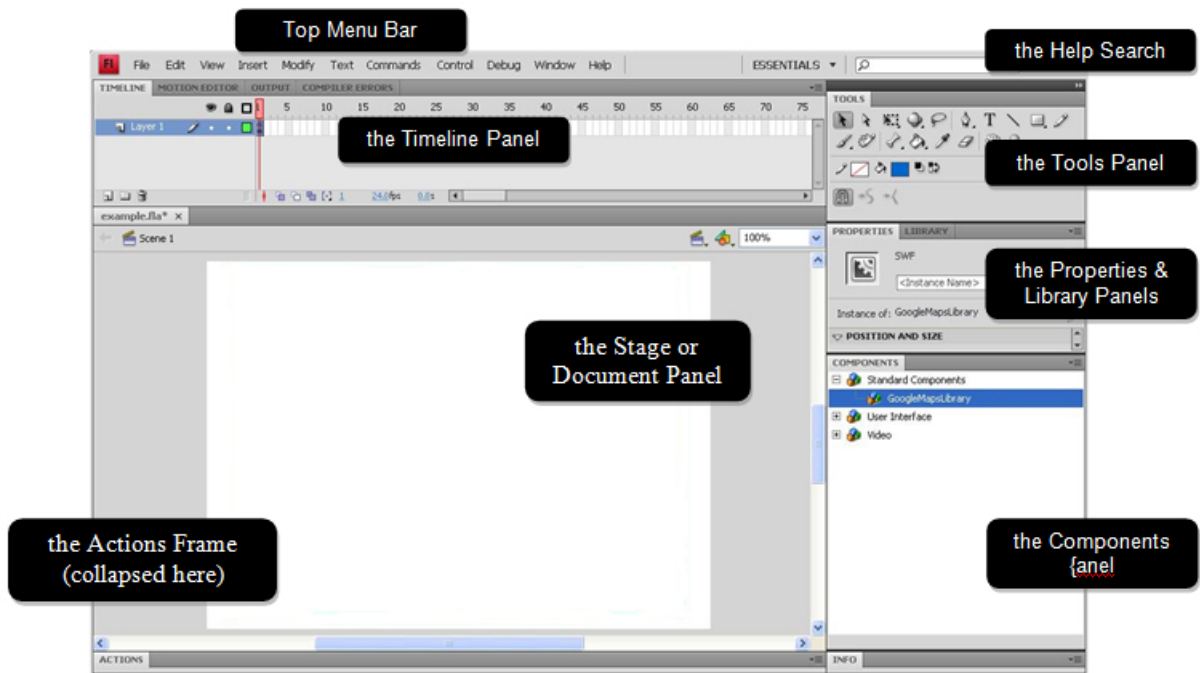 Top Menu Bar
the Help Search
Fl File Edit View Insert Modify Text Commands Control Debug Window Help ESSENTIALS
TIMELINE MOTION EDITOR OUTPUT COMPILER ERRORS
TOOLS
1 5 10 15 20 25 30 35 40 45 50 55 60 65 70 75
Layer 1
the Timeline Panel
the Tools Panel
1 24.0fps 0.0s
example.fla*
Scene 1
100%
PROPERTIES LIBRARY
SWF
<Instance Name>
Instance of: GoogleMapsLibrary
the Properties &
Library Panels
POSITION AND SIZE
the Stage or
Document Panel
COMPONENTS
Standard Components
GoogleMapsLibrary
User Interface
Video
the Actions Frame
(collapsed here)
the Components
{anel
ACTIONS
INFO